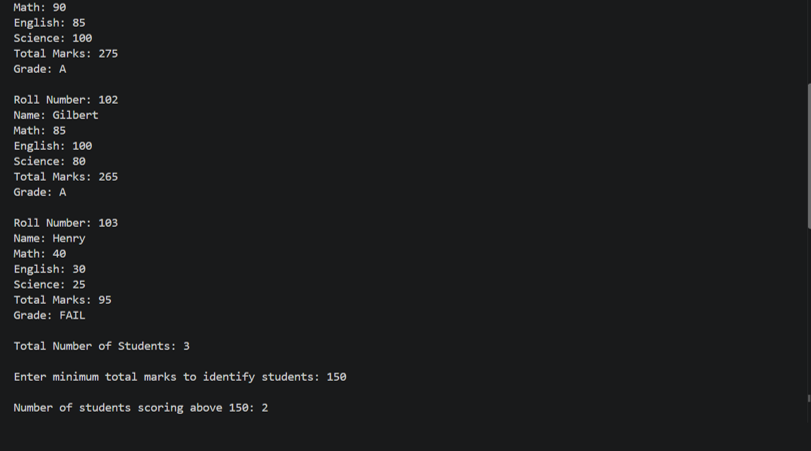 Math: 90
English: 85
Science: 100
Total Marks: 275
Grade: A
Roll Number: 102
Name: Gilbert
Math: 85
English: 100
Science: 80
Total Marks: 265
Grade: A
Roll Number: 103
Name: Henry
Math: 40
English: 30
Science: 25
Total Marks: 95
Grade: FAIL
Total Number of Students: 3
Enter minimum total marks to identify students: 150
Number of students scoring above 150: 2